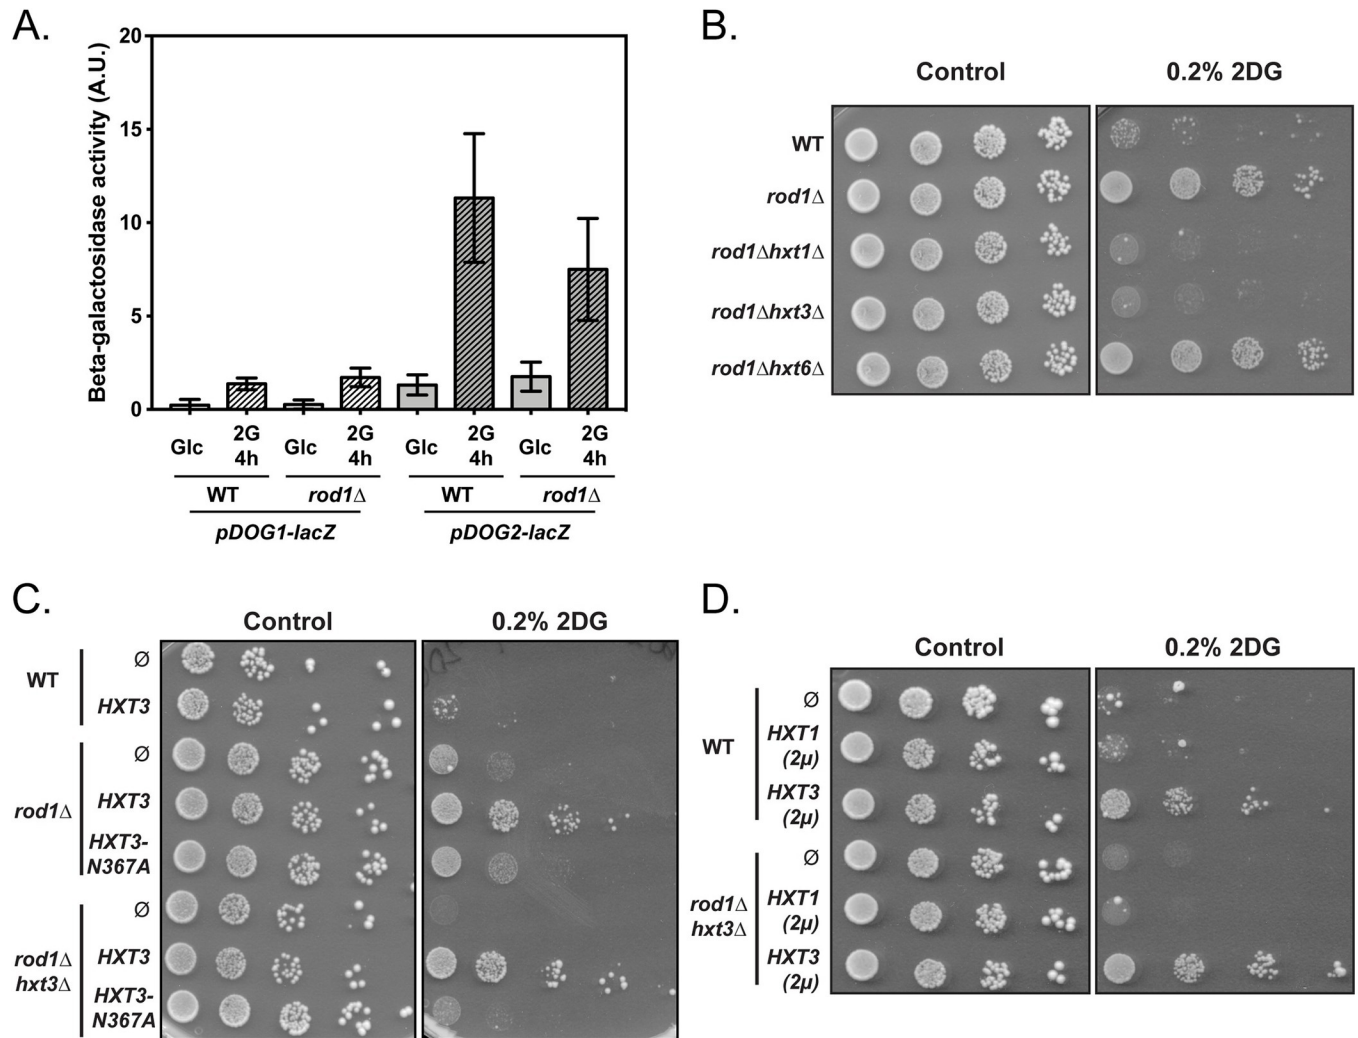 A.
Beta-galactosidase activity (A.U.)
20
15
10
5
0
Glc 2G 4h Glc 2G 4h Glc 2G 4h Glc 2G 4h
WT rod1Δ WT rod1Δ
pDOG1-lacZ pDOG2-lacZ
B.
Control 0.2% 2DG
WT
rod1Δ
rod1Δhxt1Δ
rod1Δhxt3Δ
rod1Δhxt6Δ
C.
Control 0.2% 2DG
WT
Ø
HXT3
rod1Δ
Ø
HXT3
HXT3-
N367A
rod1Δ
hxt3Δ
Ø
HXT3
HXT3-
N367A
D.
Control 0.2% 2DG
WT
Ø
HXT1
(2μ)
HXT3
(2μ)
rod1Δ
hxt3Δ
Ø
HXT1
(2μ)
HXT3
(2μ)